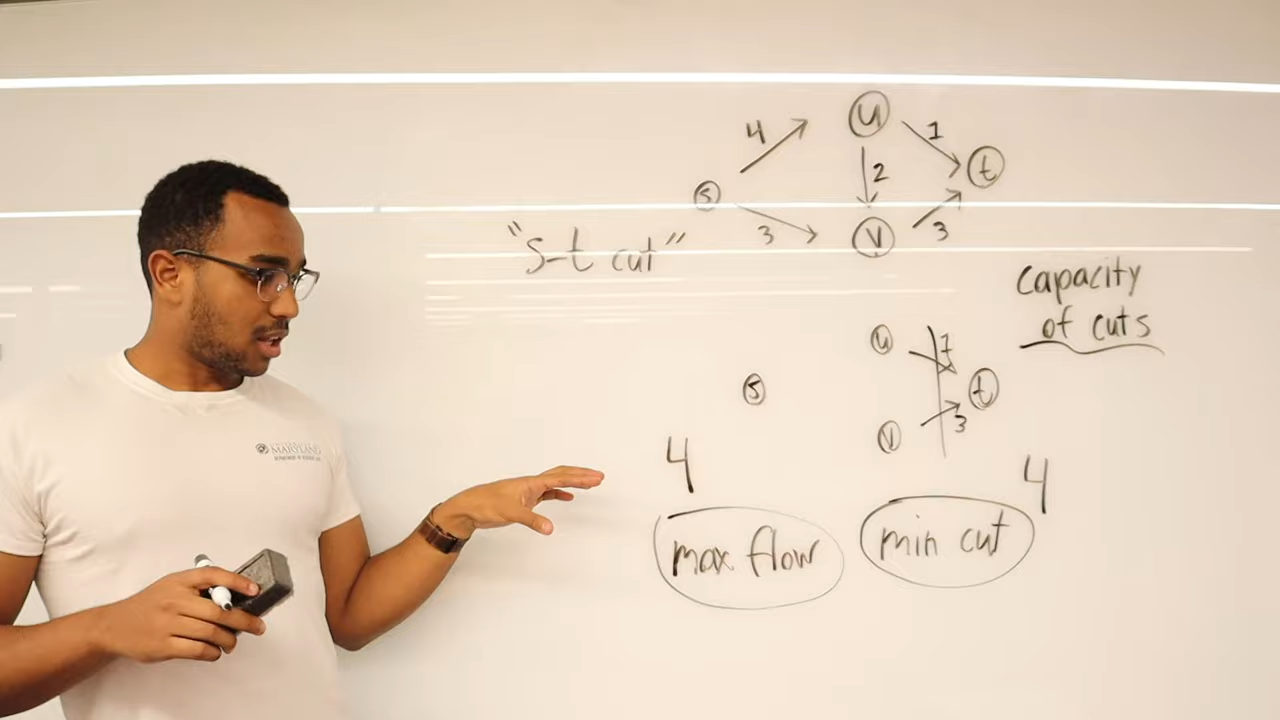 4
u
1
t
2
s
3
v
3
"s-t cut"
capacity
of cuts
u
1
s
t
v
3
4
4
max flow
min cut
MARYLAND